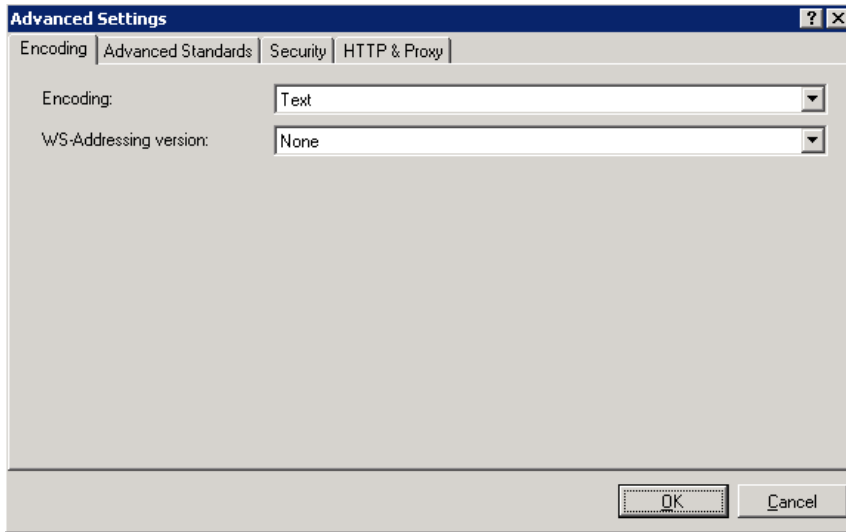 Advanced Settings
Encoding Advanced Standards Security HTTP & Proxy
Encoding: Text
WS-Addressing version: None
OK Cancel